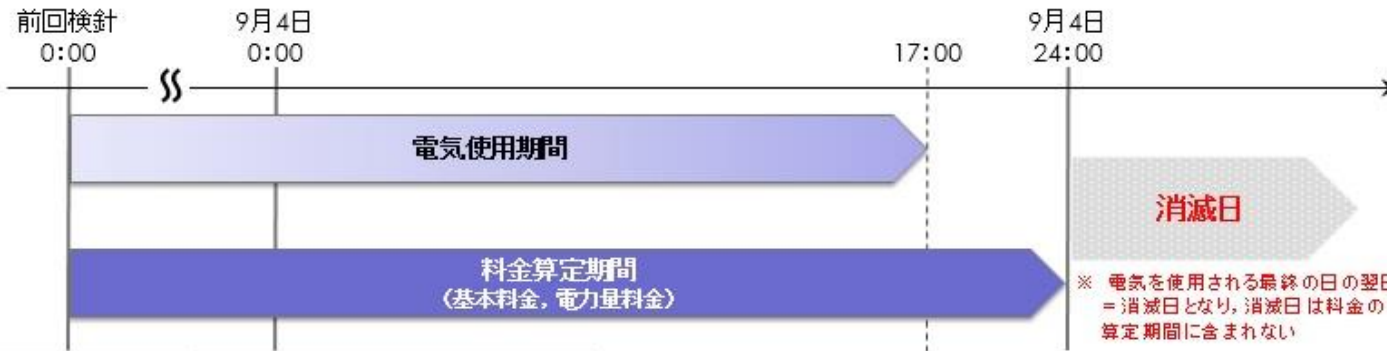 前回検針
0:00
9月4日
0:00
17:00
9月4日
24:00
電気使用期間
消滅日
料金算定期間
(基本料金,電力量料金)
※ 電気を使用される最終の日の翌日
=消滅日となり,消滅日は料金の
算定期間に含まれない